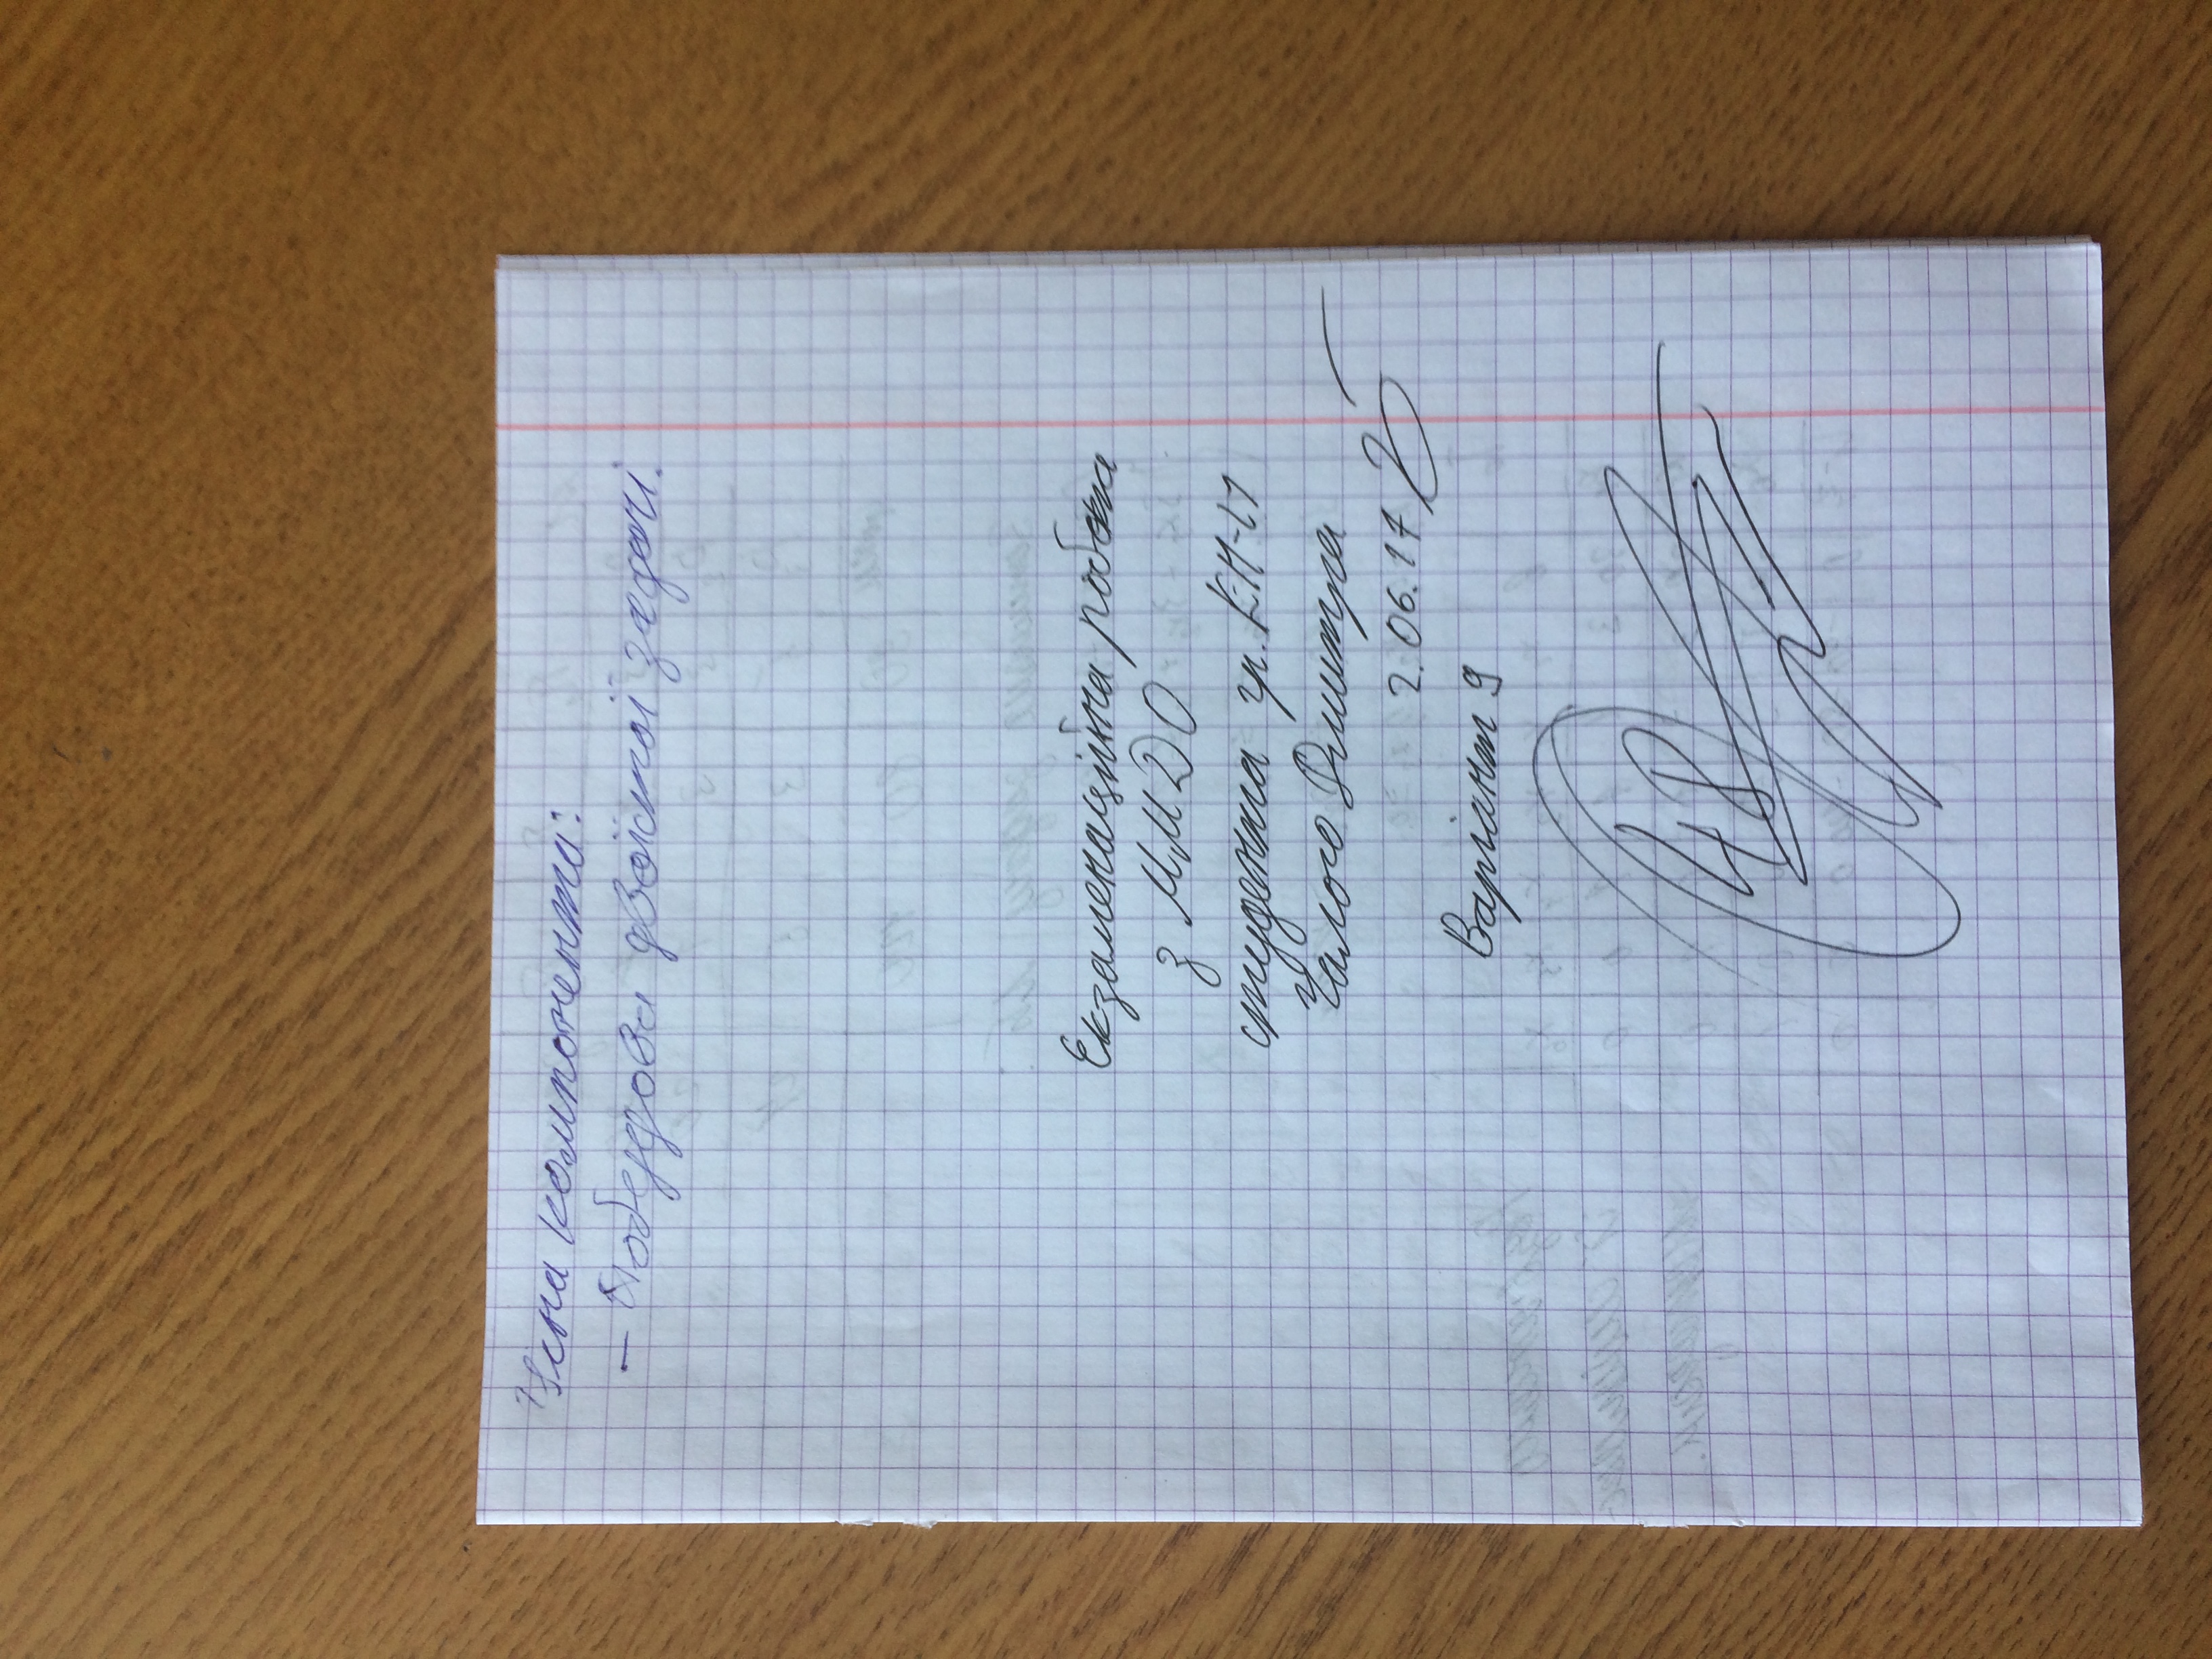 Усна компонента:
– Побудова двоїстої задачі.
Екзаменаційна робота
з ММДО
студента гр. КН-11
Чалого Дмитра
2.06.17
Варіант 9
48